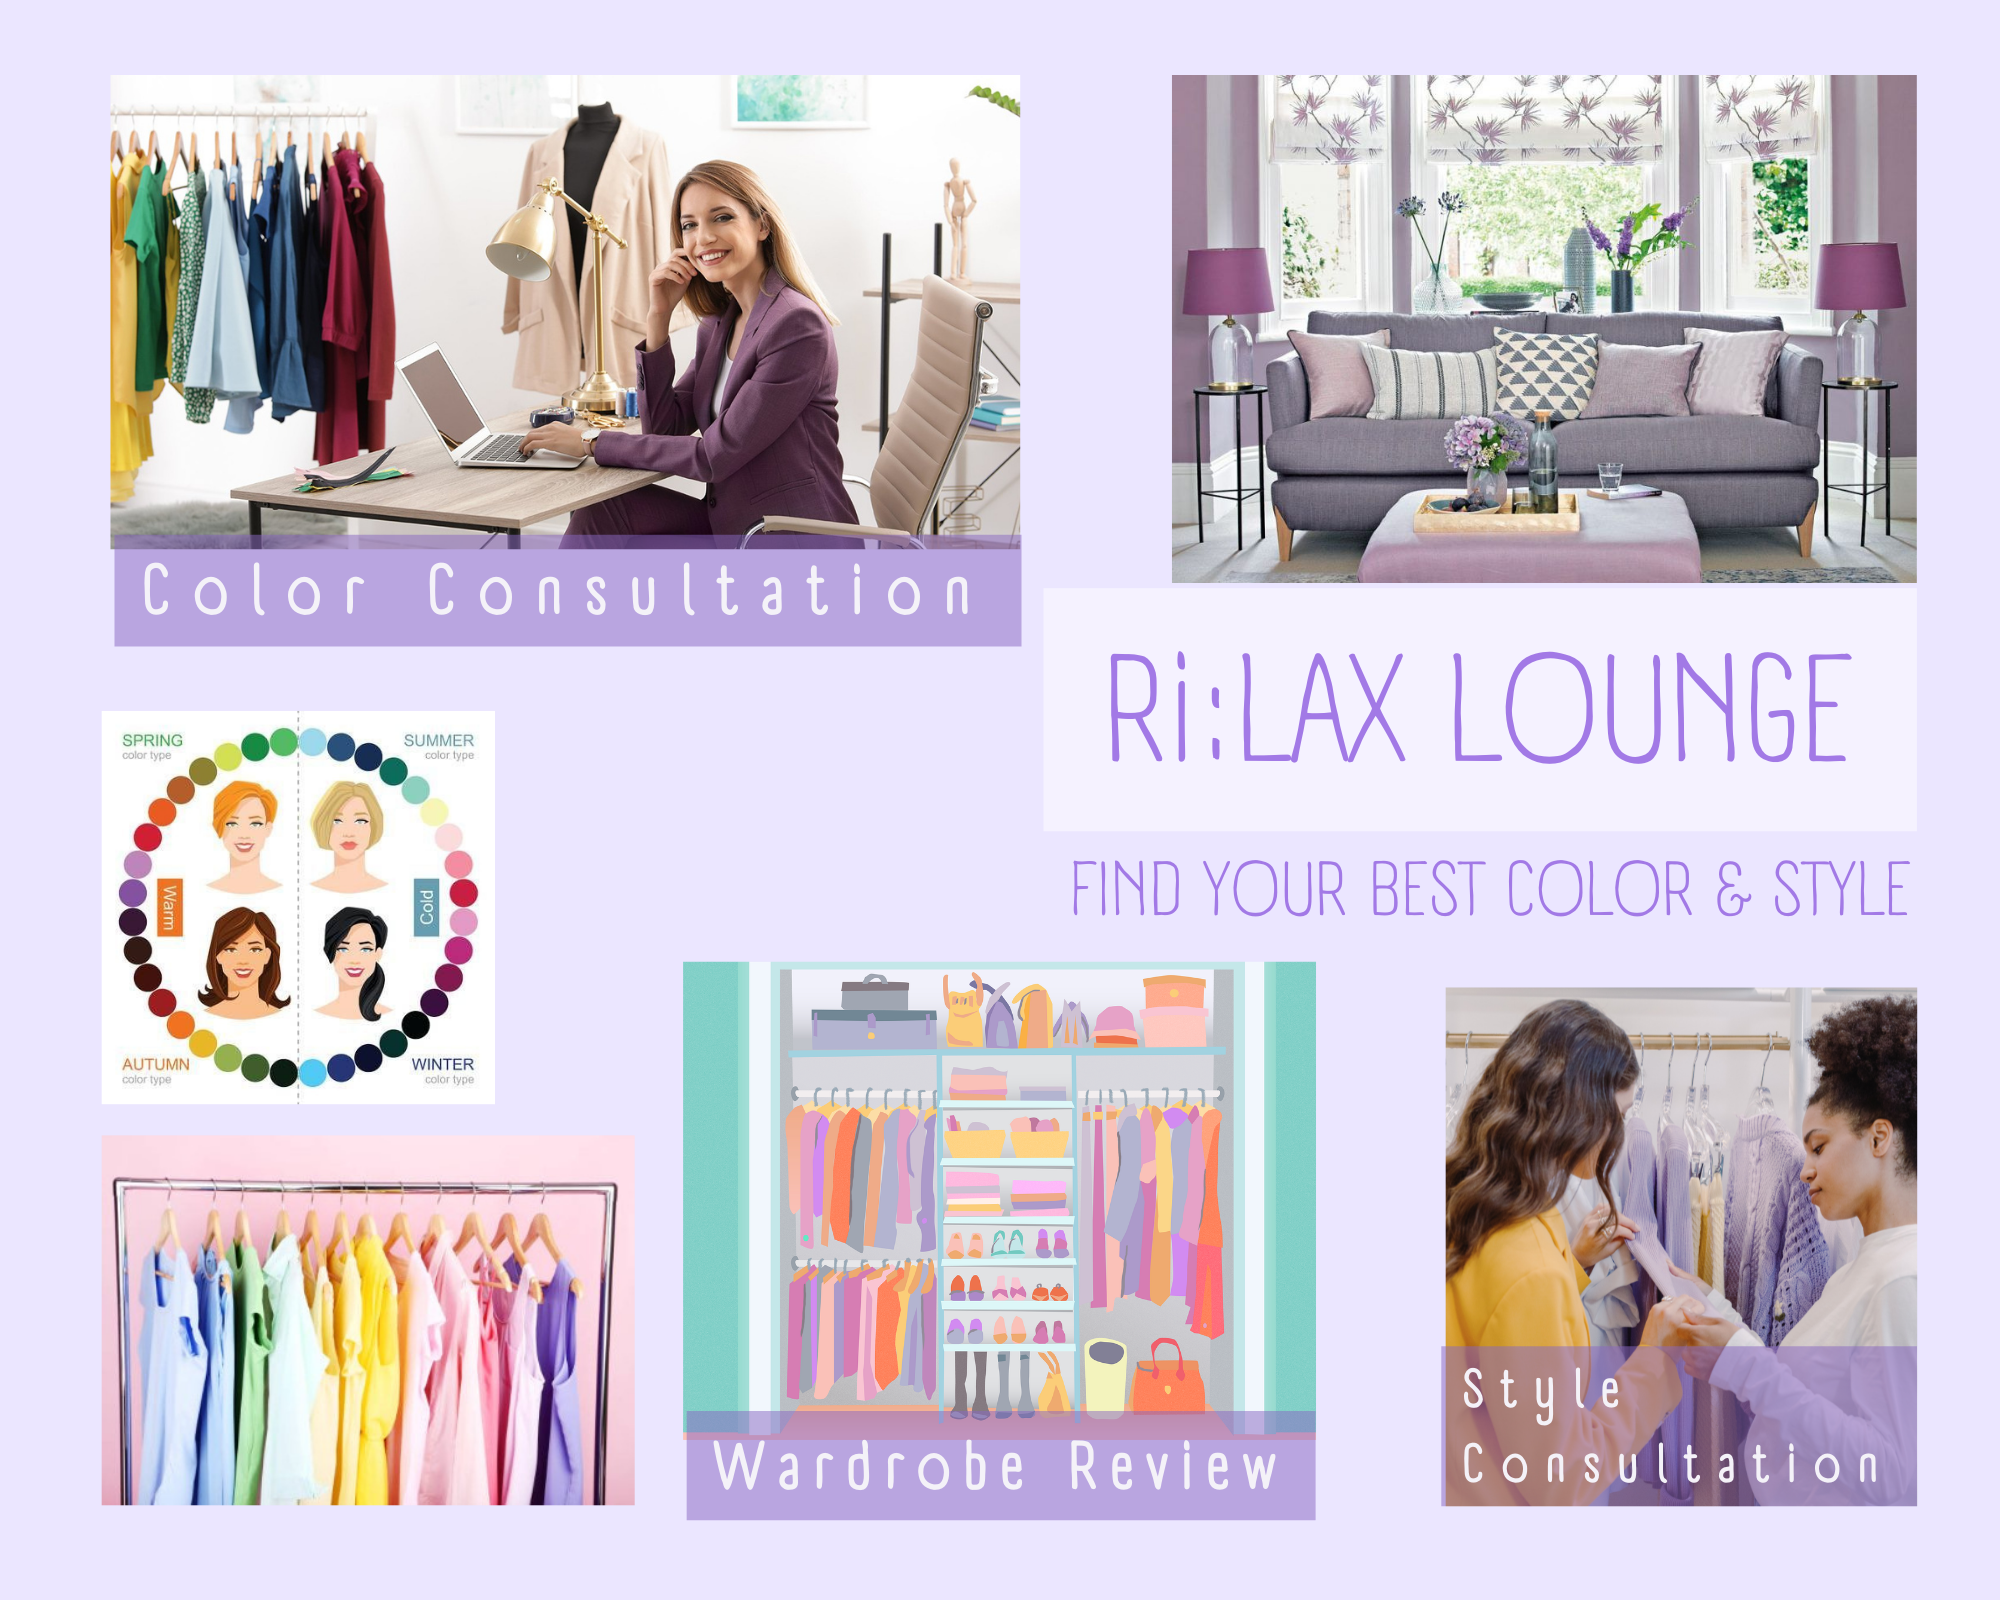 Color Consultation
Ri:LAX LOUNGE
FIND YOUR BEST COLOR & STYLE
SPRING
color type
SUMMER
color type
Warm
Cold
AUTUMN
color type
WINTER
color type
Wardrobe Review
Style
Consultation